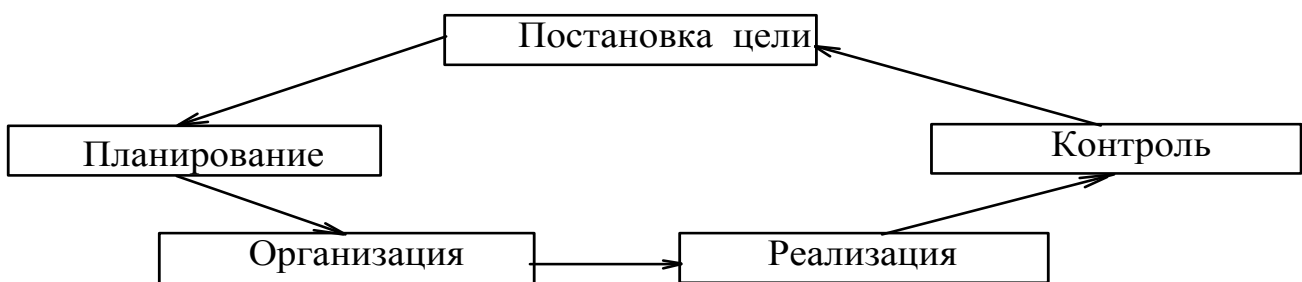 Постановка цели
Планирование
Контроль
Организация
Реализация